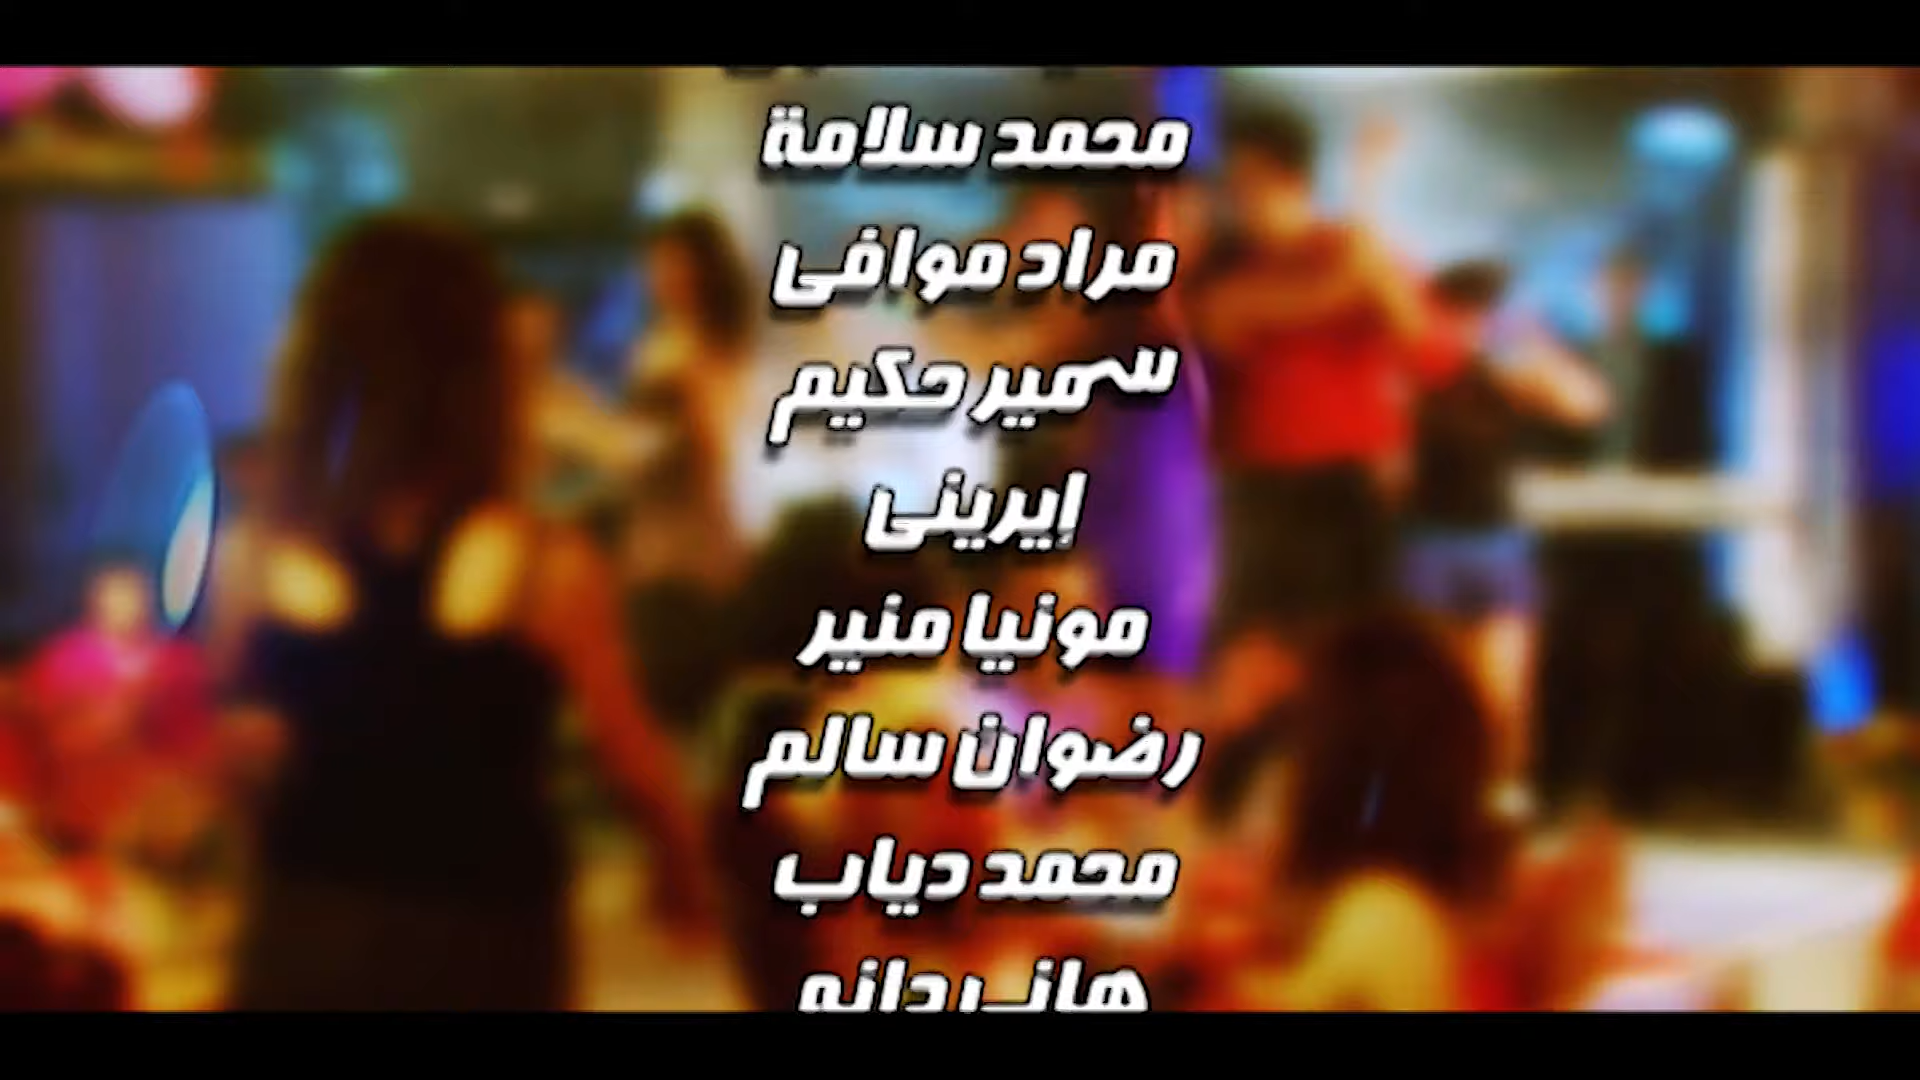 محمد سلامة
مراد موافى
سمير حكيم
إيرينى
مونيا منير
رضوان سالم
محمد دياب